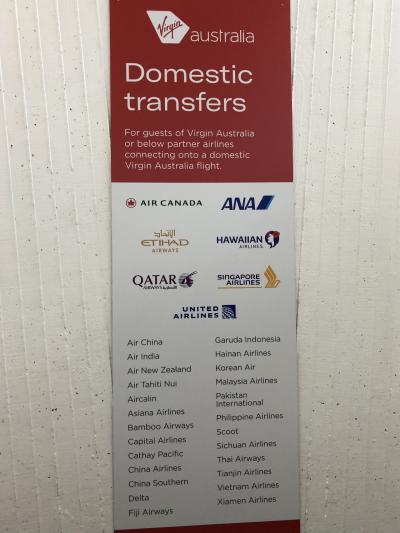 Virgin australia
Domestic
transfers
For guests of Virgin Australia
or below partner airlines
connecting onto a domestic
Virgin Australia flight.
AIR CANADA
ANA
الإتحاد
ETIHAD
AIRWAYS
HAWAIIAN
AIRLINES.
QATAR
AIRWAYS القطرية
SINGAPORE
AIRLINES
UNITED
AIRLINES
Air China
Air India
Air New Zealand
Air Tahiti Nui
Aircalin
Asiana Airlines
Bamboo Airways
Capital Airlines
Cathay Pacific
China Airlines
China Southern
Delta
Fiji Airways
Garuda Indonesia
Hainan Airlines
Korean Air
Malaysia Airlines
Pakistan
International
Philippine Airlines
Scoot
Sichuan Airlines
Thai Airways
Tianjin Airlines
Vietnam Airlines
Xiamen Airlines